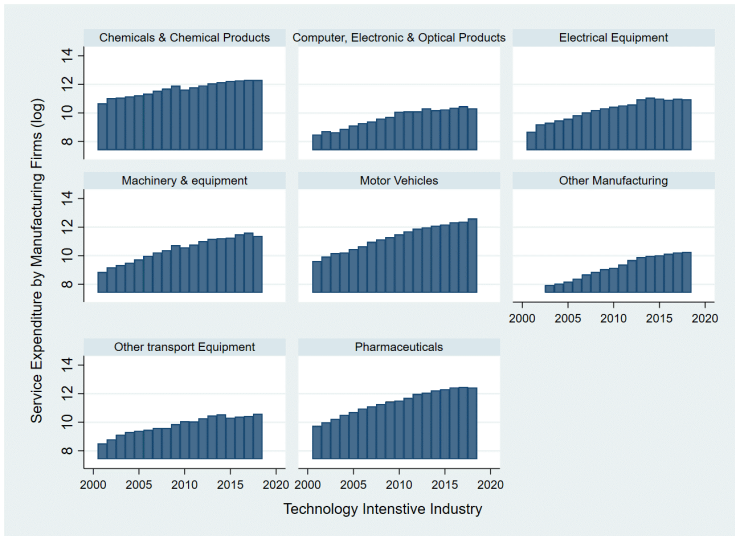 Chemicals & Chemical Products
Computer, Electronic & Optical Products
Electrical Equipment
14
12
10
8
Machinery & equipment
Motor Vehicles
Other Manufacturing
14
12
10
8
2000 2005 2010 2015 2020
Other transport Equipment
Pharmaceuticals
14
12
10
8
2000 2005 2010 2015 2020
2000 2005 2010 2015 2020
Service Expenditure by Manufacturing Firms (log)
Technology Intenstive Industry